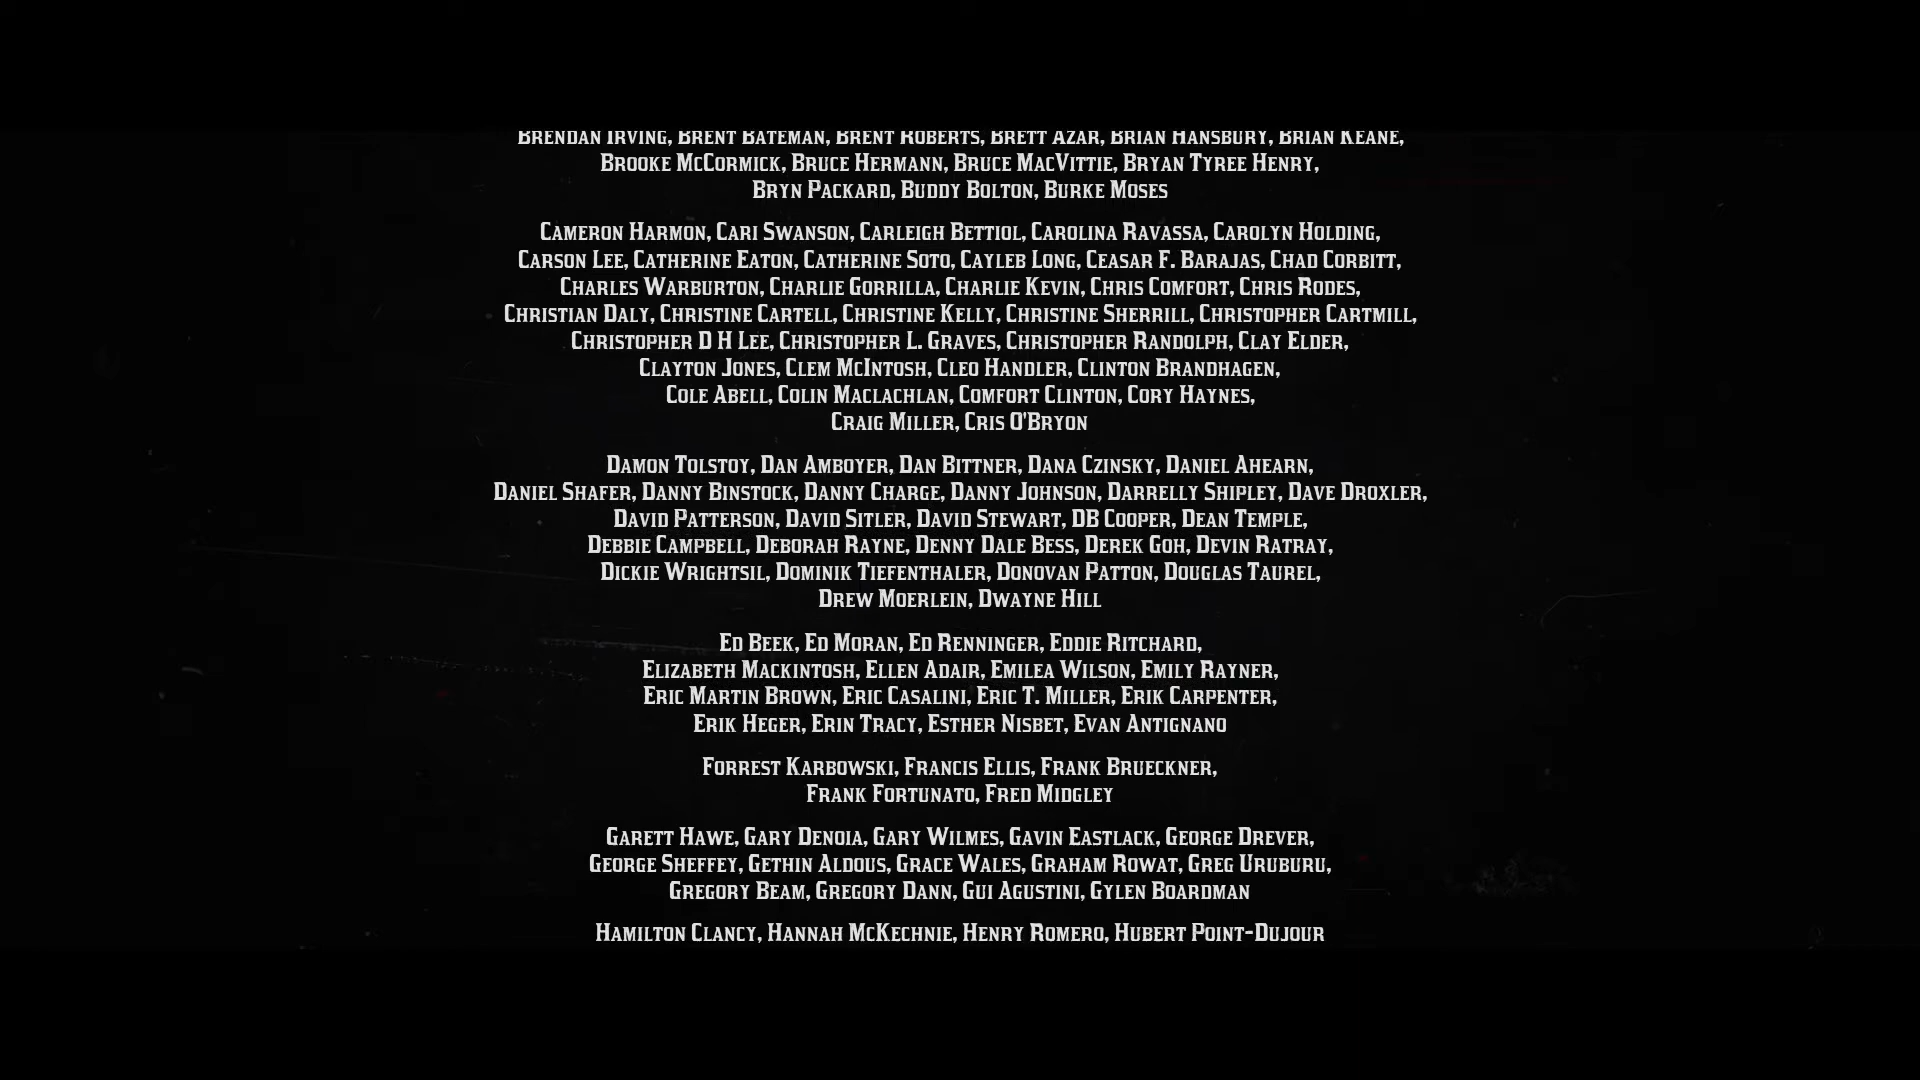 Brendan Irving, Brent Bateman, Brent Roberts, Brett Azar, Brian Hansbury, Brian Keane,
Brooke McCormick, Bruce Hermann, Bruce MacVittie, Bryan Tyree Henry,
Bryn Packard, Buddy Bolton, Burke Moses
Cameron Harmon, Cari Swanson, Carleigh Bettiol, Carolina Ravassa, Carolyn Holding,
Carson Lee, Catherine Eaton, Catherine Soto, Cayleb Long, Ceasar F. Barajas, Chad Corbitt,
Charles Warburton, Charlie Gorrilla, Charlie Kevin, Chris Comfort, Chris Rodes,
Christian Daly, Christine Cartell, Christine Kelly, Christine Sherrill, Christopher Cartmill,
Christopher D H Lee, Christopher L. Graves, Christopher Randolph, Clay Elder,
Clayton Jones, Clem McIntosh, Cleo Handler, Clinton Brandhagen,
Cole Abell, Colin Maclachlan, Comfort Clinton, Cory Haynes,
Craig Miller, Cris O'Bryon
Damon Tolstoy, Dan Amboyer, Dan Bittner, Dana Czinsky, Daniel Ahearn,
Daniel Shafer, Danny Binstock, Danny Charge, Danny Johnson, Darrelly Shipley, Dave Droxler,
David Patterson, David Sitler, David Stewart, DB Cooper, Dean Temple,
Debbie Campbell, Deborah Rayne, Denny Dale Bess, Derek Goh, Devin Ratray,
Dickie Wrightsil, Dominik Tiefenthaler, Donovan Patton, Douglas Taurel,
Drew Moerlein, Dwayne Hill
Ed Beek, Ed Moran, Ed Renninger, Eddie Ritchard,
Elizabeth Mackintosh, Ellen Adair, Emilea Wilson, Emily Rayner,
Eric Martin Brown, Eric Casalini, Eric T. Miller, Erik Carpenter,
Erik Heger, Erin Tracy, Esther Nisbet, Evan Antignano
Forrest Karbowski, Francis Ellis, Frank Brueckner,
Frank Fortunato, Fred Midgley
Garett Hawe, Gary Denoia, Gary Wilmes, Gavin Eastlack, George Drever,
George Sheffey, Gethin Aldous, Grace Wales, Graham Rowat, Greg Uruburu,
Gregory Beam, Gregory Dann, Gui Agustini, Gylen Boardman
Hamilton Clancy, Hannah McKechnie, Henry Romero, Hubert Point-Dujour